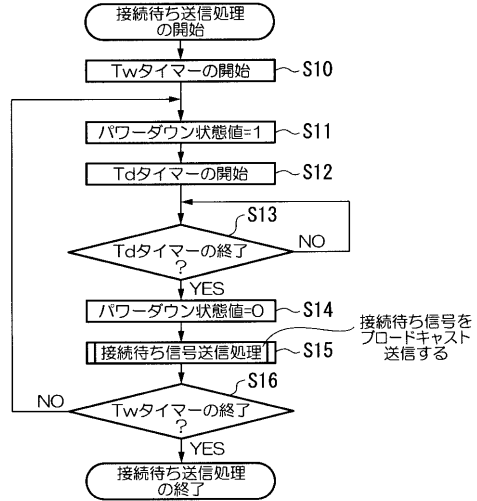 接続待ち送信処理
の開始
Twタイマーの開始
S10
パワーダウン状態値=1
S11
Tdタイマーの開始
S12
S13
Tdタイマーの終了
?
NO
YES
パワーダウン状態値=0
S14
接続待ち信号送信処理
S15
接続待ち信号を
ブロードキャスト
送信する
S16
NO
Twタイマーの終了
?
YES
接続待ち送信処理
の終了